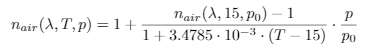 n_{air}(λ, T, p) = 1 + \frac{n_{air}(λ, 15, p_0) − 1}{1 + 3.4785 · 10^{−3} · (T − 15)} · \frac{p}{p_0}